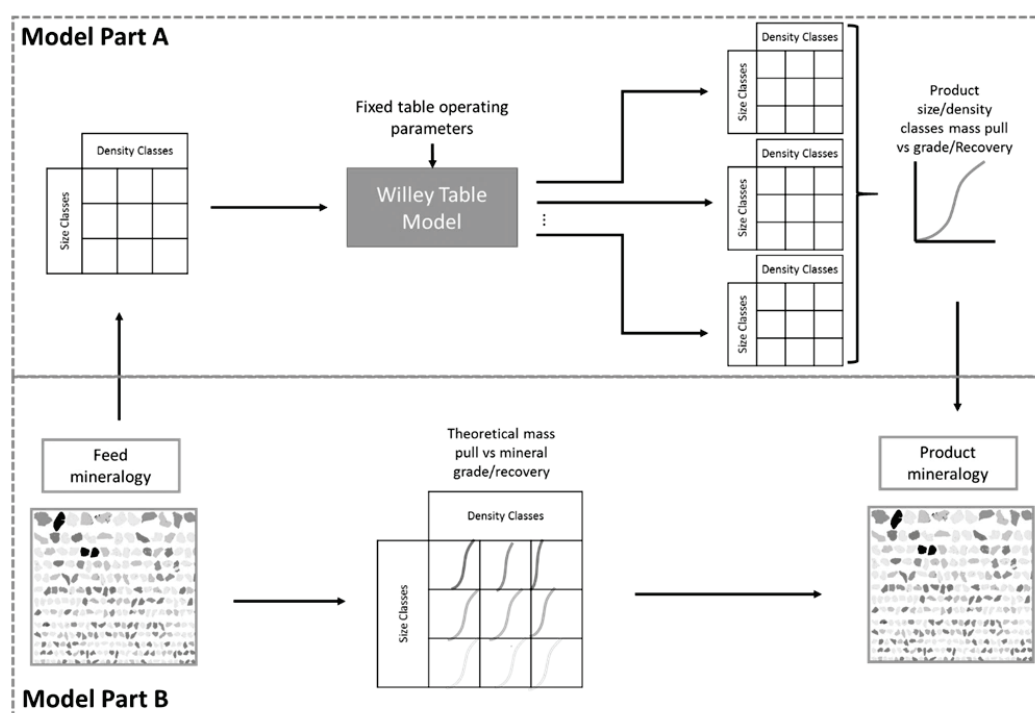 Model Part A
Density Classes
Size Classes
Fixed table operating
parameters
Willey Table
Model
...
Density Classes
Size Classes
Density Classes
Size Classes
Density Classes
Size Classes
Product
size/density
classes mass pull
vs grade/Recovery
Feed
mineralogy
Theoretical mass
pull vs mineral
grade/recovery
Density Classes
Size Classes
Product
mineralogy
Model Part B